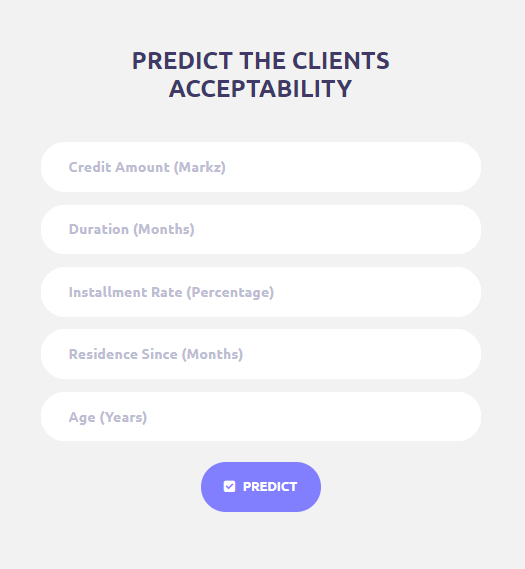 PREDICT THE CLIENTS
ACCEPTABILITY
Credit Amount (Markz)
Duration (Months)
Installment Rate (Percentage)
Residence Since (Months)
Age (Years)
PREDICT